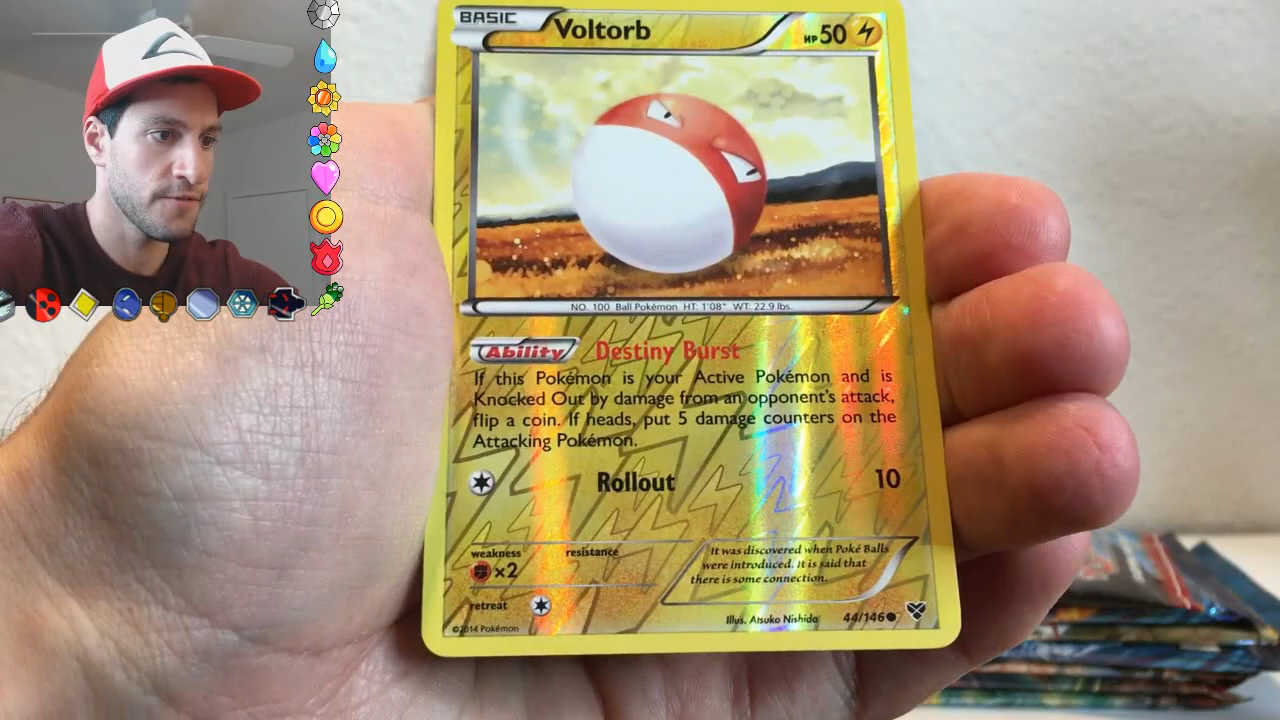 BASIC
Voltorb
HP 50
NO. 100 Ball Pokémon HT: 1'08" WT: 22.9 lbs.
Ability Destiny Burst
If this Pokémon is your Active Pokémon and is
Knocked Out by damage from an opponent's attack,
flip a coin. If heads, put 5 damage counters on the
Attacking Pokémon.
Rollout 10
weakness resistance
×2
retreat
It was discovered when Poké Balls
were introduced. It is said that
there is some connection.
Illus. Atsuko Nishida 44/146
©2014 Pokémon